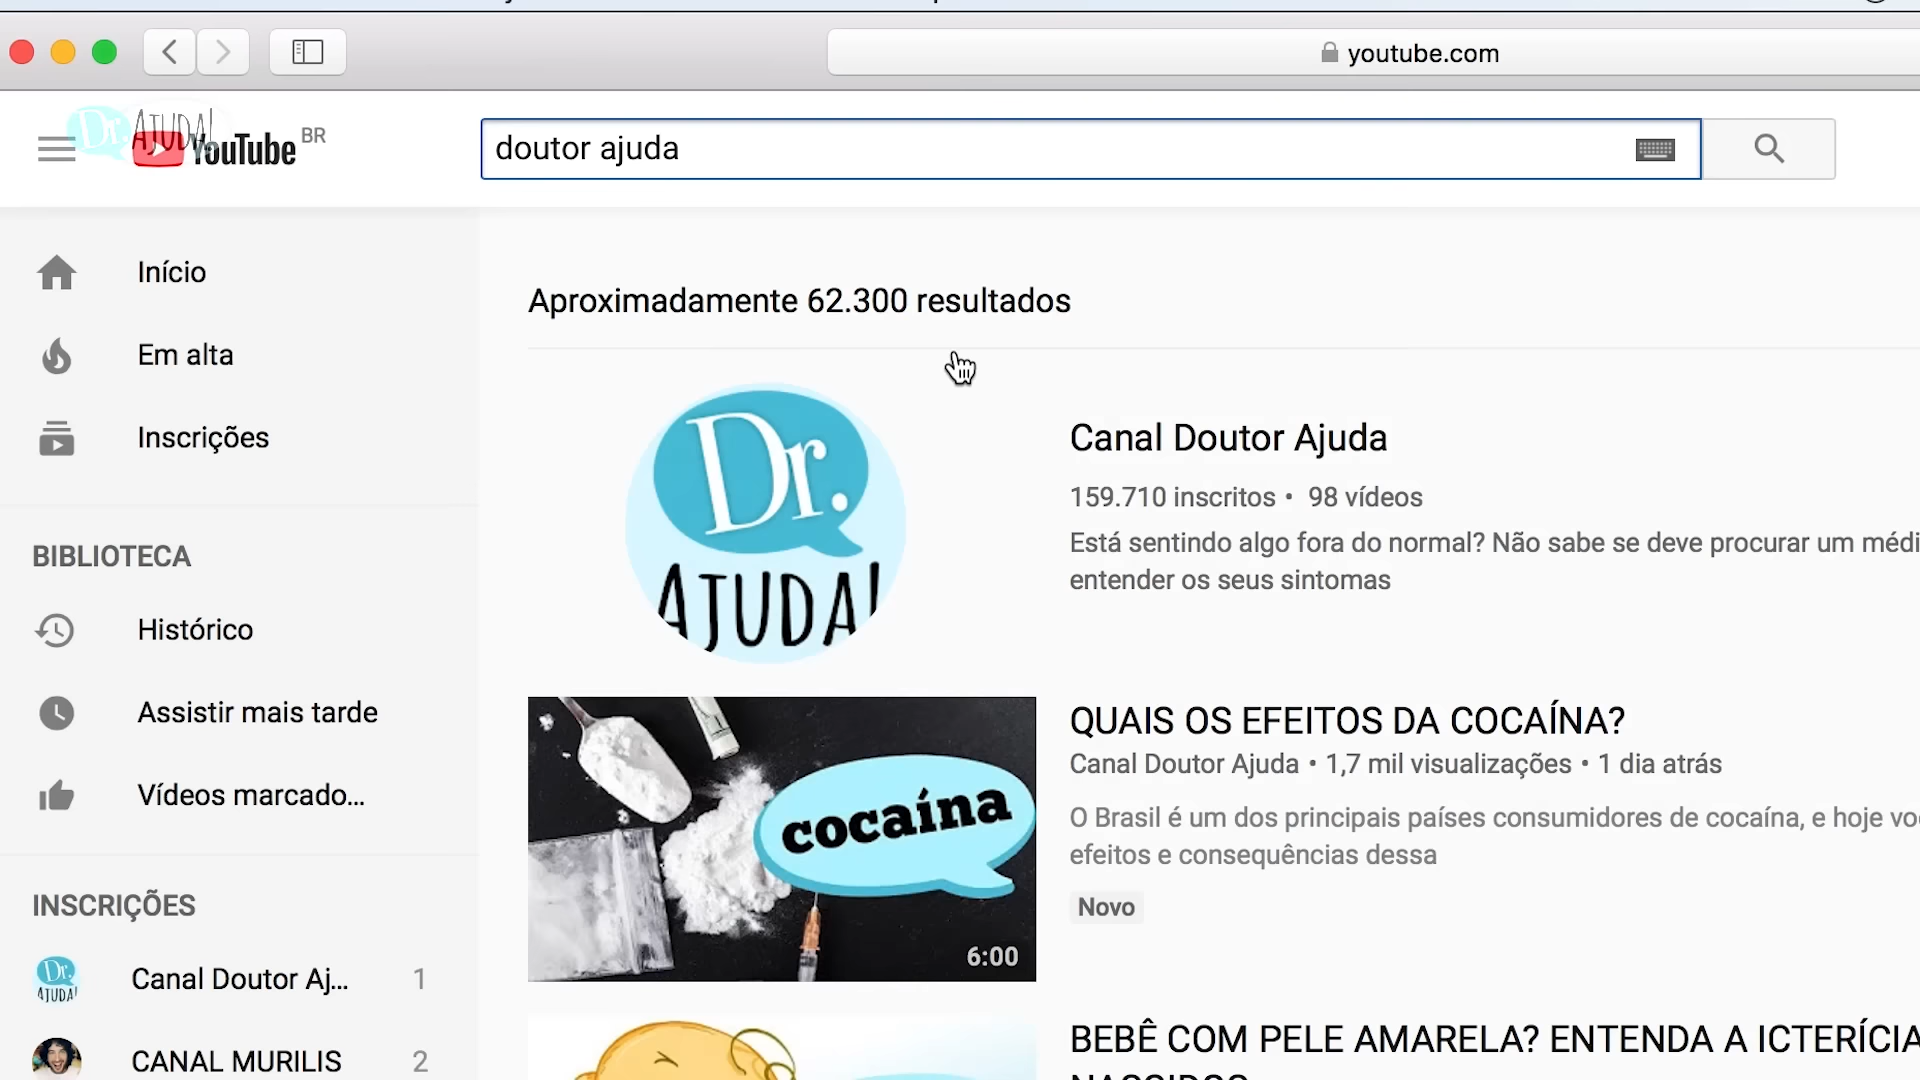 youtube.com
Dr. AJUDA!
YouTube BR
doutor ajuda
Início
Em alta
Inscrições
BIBLIOTECA
Histórico
Assistir mais tarde
Vídeos marcado...
INSCRIÇÕES
Dr.
AJUDA!
Canal Doutor Aj... 1
CANAL MURILIS 2
Aproximadamente 62.300 resultados
Dr.
AJUDA!
Canal Doutor Ajuda
159.710 inscritos • 98 vídeos
Está sentindo algo fora do normal? Não sabe se deve procurar um médi
entender os seus sintomas
cocaína
6:00
QUAIS OS EFEITOS DA COCAÍNA?
Canal Doutor Ajuda • 1,7 mil visualizações • 1 dia atrás
O Brasil é um dos principais países consumidores de cocaína, e hoje vo
efeitos e consequências dessa
Novo
BEBÊ COM PELE AMARELA? ENTENDA A ICTERÍCIA